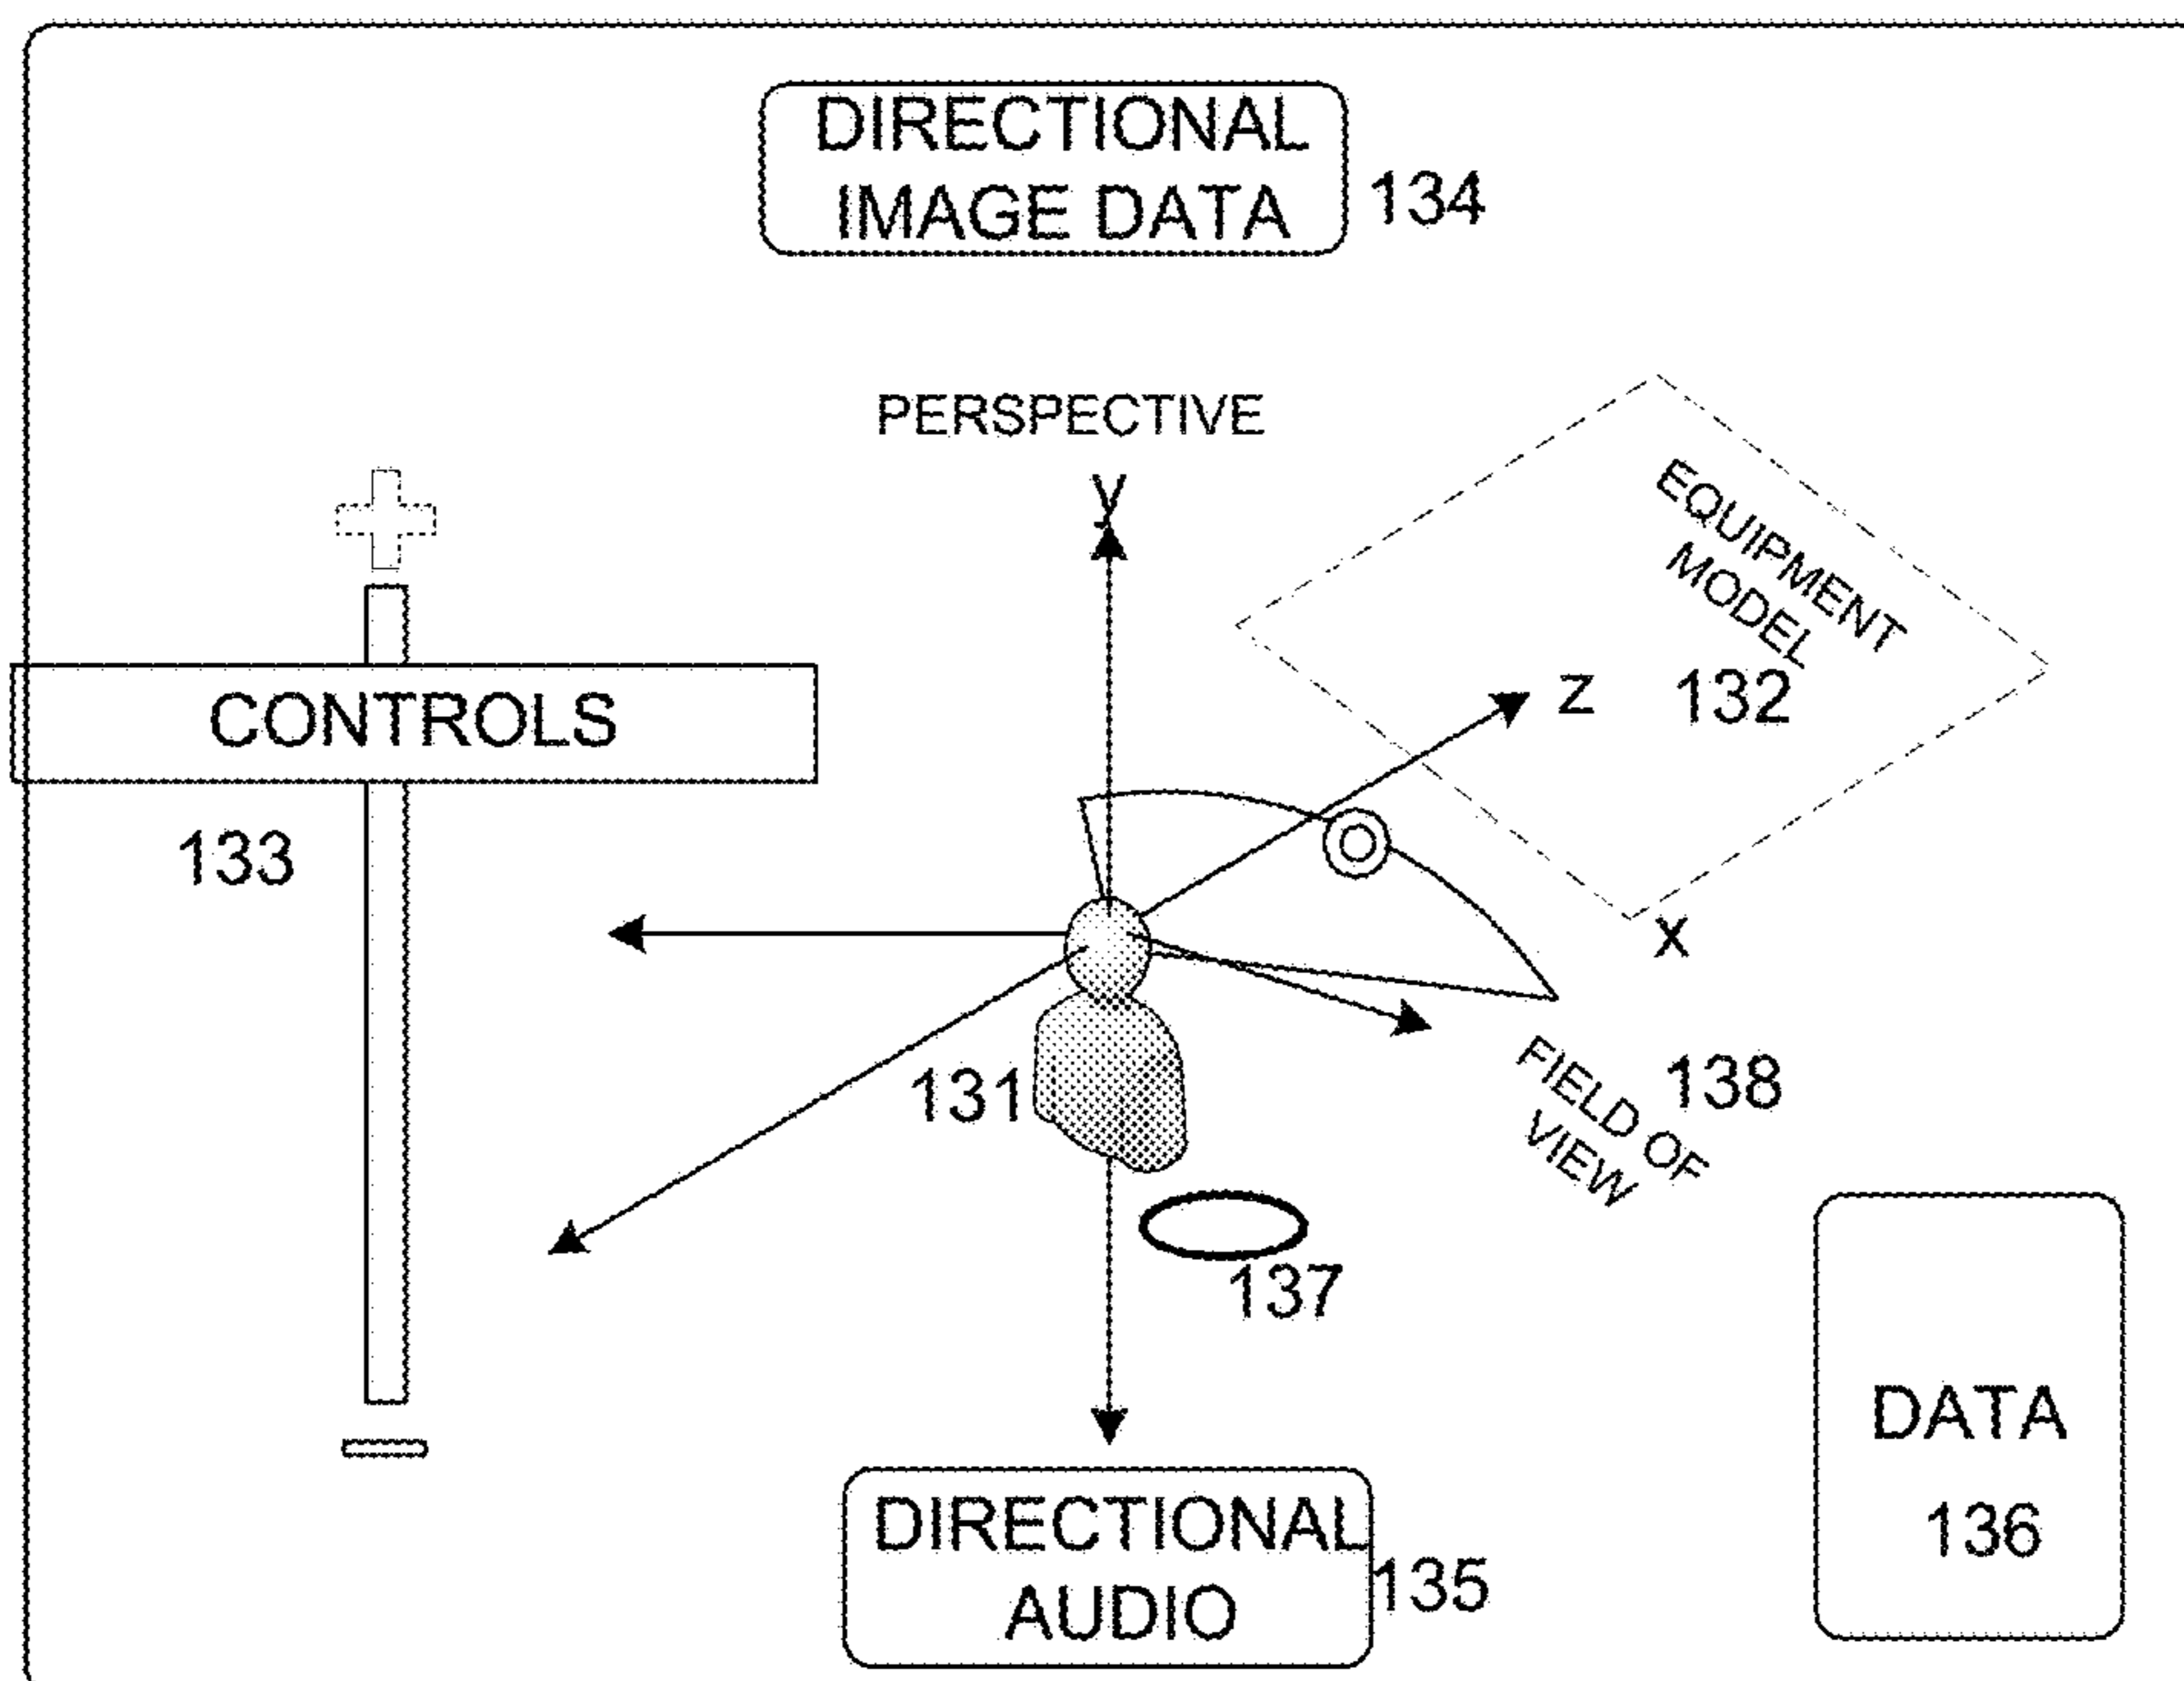 DIRECTIONAL
IMAGE DATA
134
PERSPECTIVE
y
EQUIPMENT
MODEL
132
z
CONTROLS
133
x
131
138
FIELD OF
VIEW
137
DATA
136
DIRECTIONAL
AUDIO
135